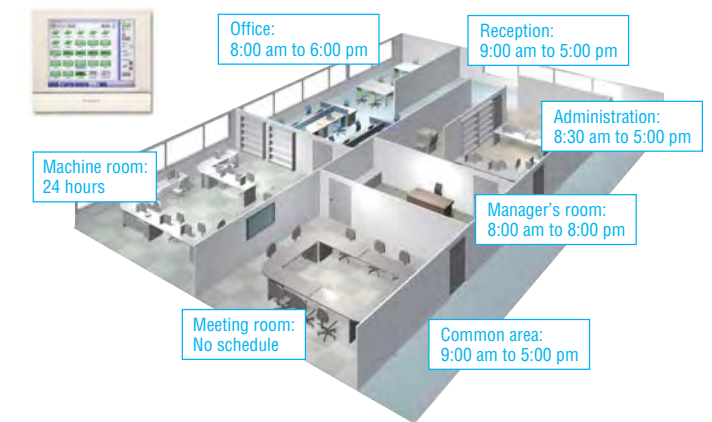 Office:
8:00 am to 6:00 pm
Reception:
9:00 am to 5:00 pm
Administration:
8:30 am to 5:00 pm
Machine room:
24 hours
Manager's room:
8:00 am to 8:00 pm
Meeting room:
No schedule
Common area:
9:00 am to 5:00 pm